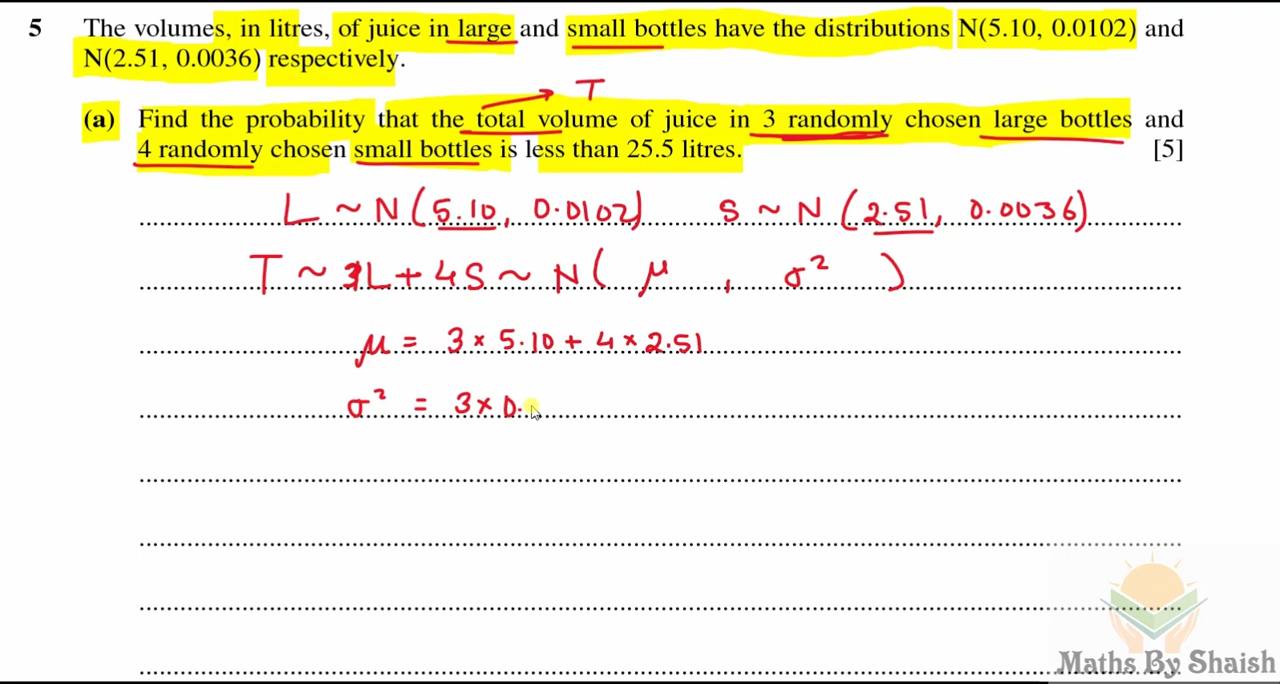 5 The volumes, in litres, of juice in large and small bottles have the distributions N(5.10, 0.0102) and
N(2.51, 0.0036) respectively.
T
(a) Find the probability that the total volume of juice in 3 randomly chosen large bottles and
4 randomly chosen small bottles is less than 25.5 litres. [5]
L ~ N(5.10, 0.0102) S ~ N(2.51, 0.0036)
T ~ 3L + 4S ~ N(μ, σ²)
μ = 3 × 5.10 + 4 × 2.51
σ² = 3 × 0.
Maths By Shaish